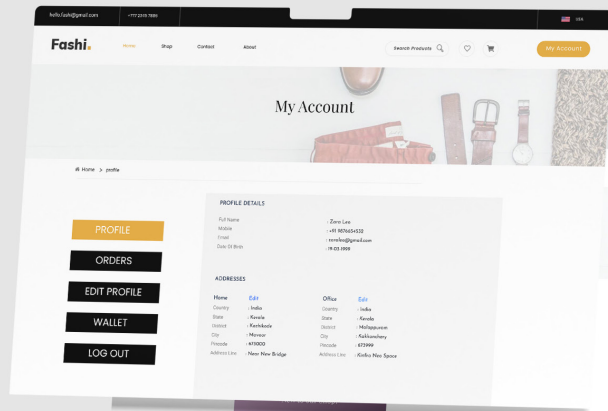 hello.fashi@gmail.com +777 2345 7886 USA
Fashi. Home Shop Contact About Search Products My Account
My Account
Home > profile
PROFILE
ORDERS
EDIT PROFILE
WALLET
LOG OUT
PROFILE DETAILS
Full Name : Zara Lee
Mobile : +91 9876654532
Email : zaralee@gmail.com
Date Of Birth : 19-03-1999
ADDRESSES
Home Edit Office Edit
Country : India Country : India
State : Kerala State : Kerala
District : Kozhikode District : Malappuram
City : Mavoor City : Kakkanchery
Pincode : 673000 Pincode : 673999
Address Line : Near New Bridge Address Line : Kinfra Neo Space